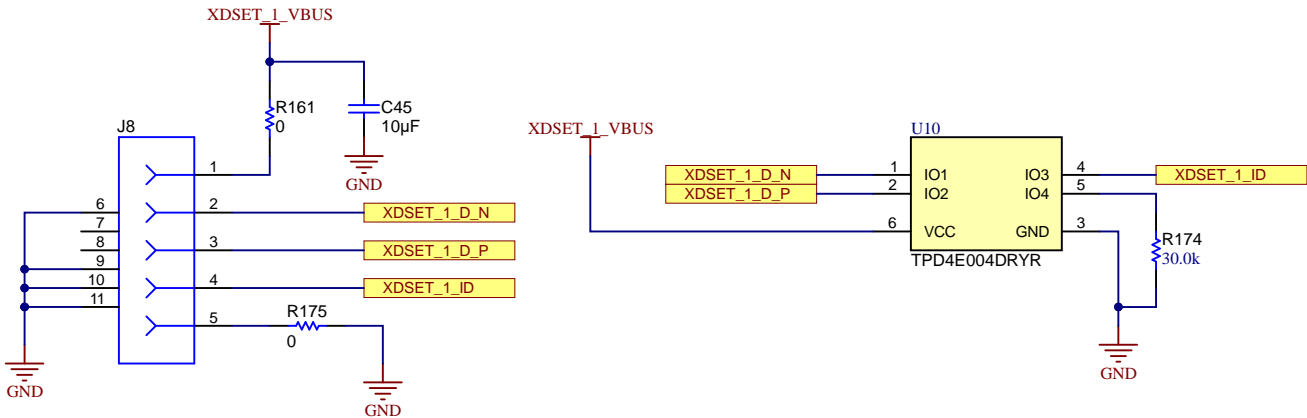 XDSET_1_VBUS
R161
0
C45
10µF
GND
J8
1
2
XDSET_1_D_N
3
XDSET_1_D_P
4
XDSET_1_ID
5
R175
0
6
7
8
9
10
11
GND
GND
XDSET_1_VBUS
U10
XDSET_1_D_N
1
IO1
IO3
4
XDSET_1_ID
XDSET_1_D_P
2
IO2
IO4
5
6
VCC
GND
3
R174
30.0k
TPD4E004DRYR
GND